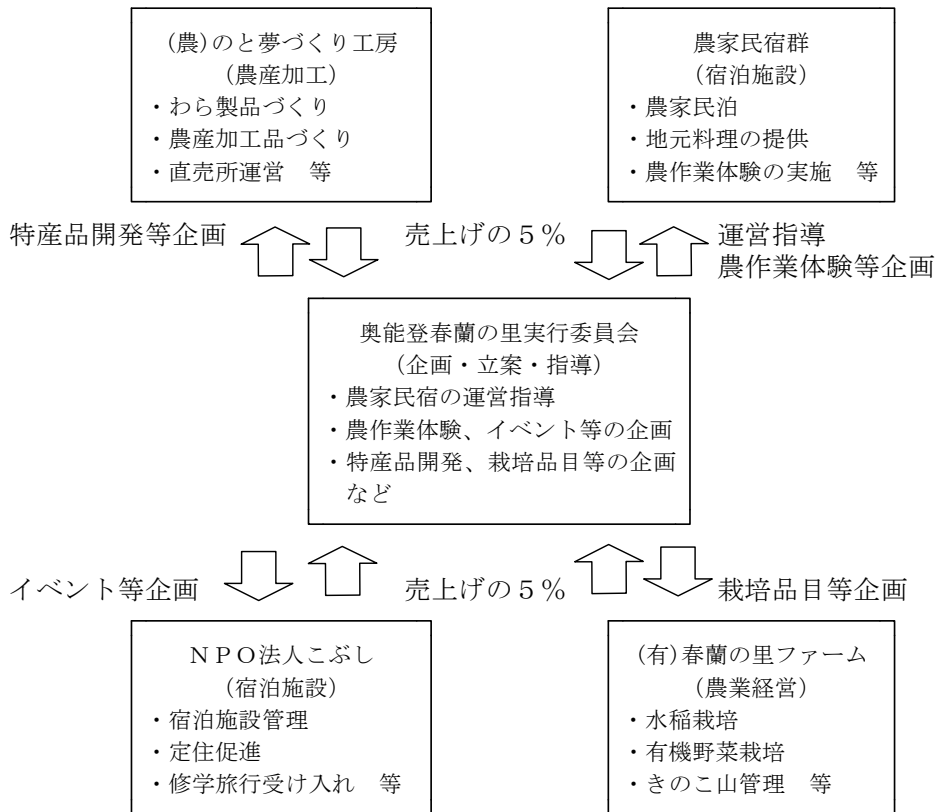 (農)のと夢づくり工房
(農産加工)
・わら製品づくり
・農産加工品づくり
・直売所運営　等
農家民宿群
(宿泊施設)
・農家民泊
・地元料理の提供
・農作業体験の実施　等
特産品開発等企画
売上げの５％
運営指導
農作業体験等企画
奥能登春蘭の里実行委員会
(企画・立案・指導)
・農家民宿の運営指導
・農作業体験、イベント等の企画
・特産品開発、栽培品目等の企画
など
イベント等企画
売上げの５％
栽培品目等企画
ＮＰＯ法人こぶし
(宿泊施設)
・宿泊施設管理
・定住促進
・修学旅行受け入れ　等
(有)春蘭の里ファーム
(農業経営)
・水稲栽培
・有機野菜栽培
・きのこ山管理　等